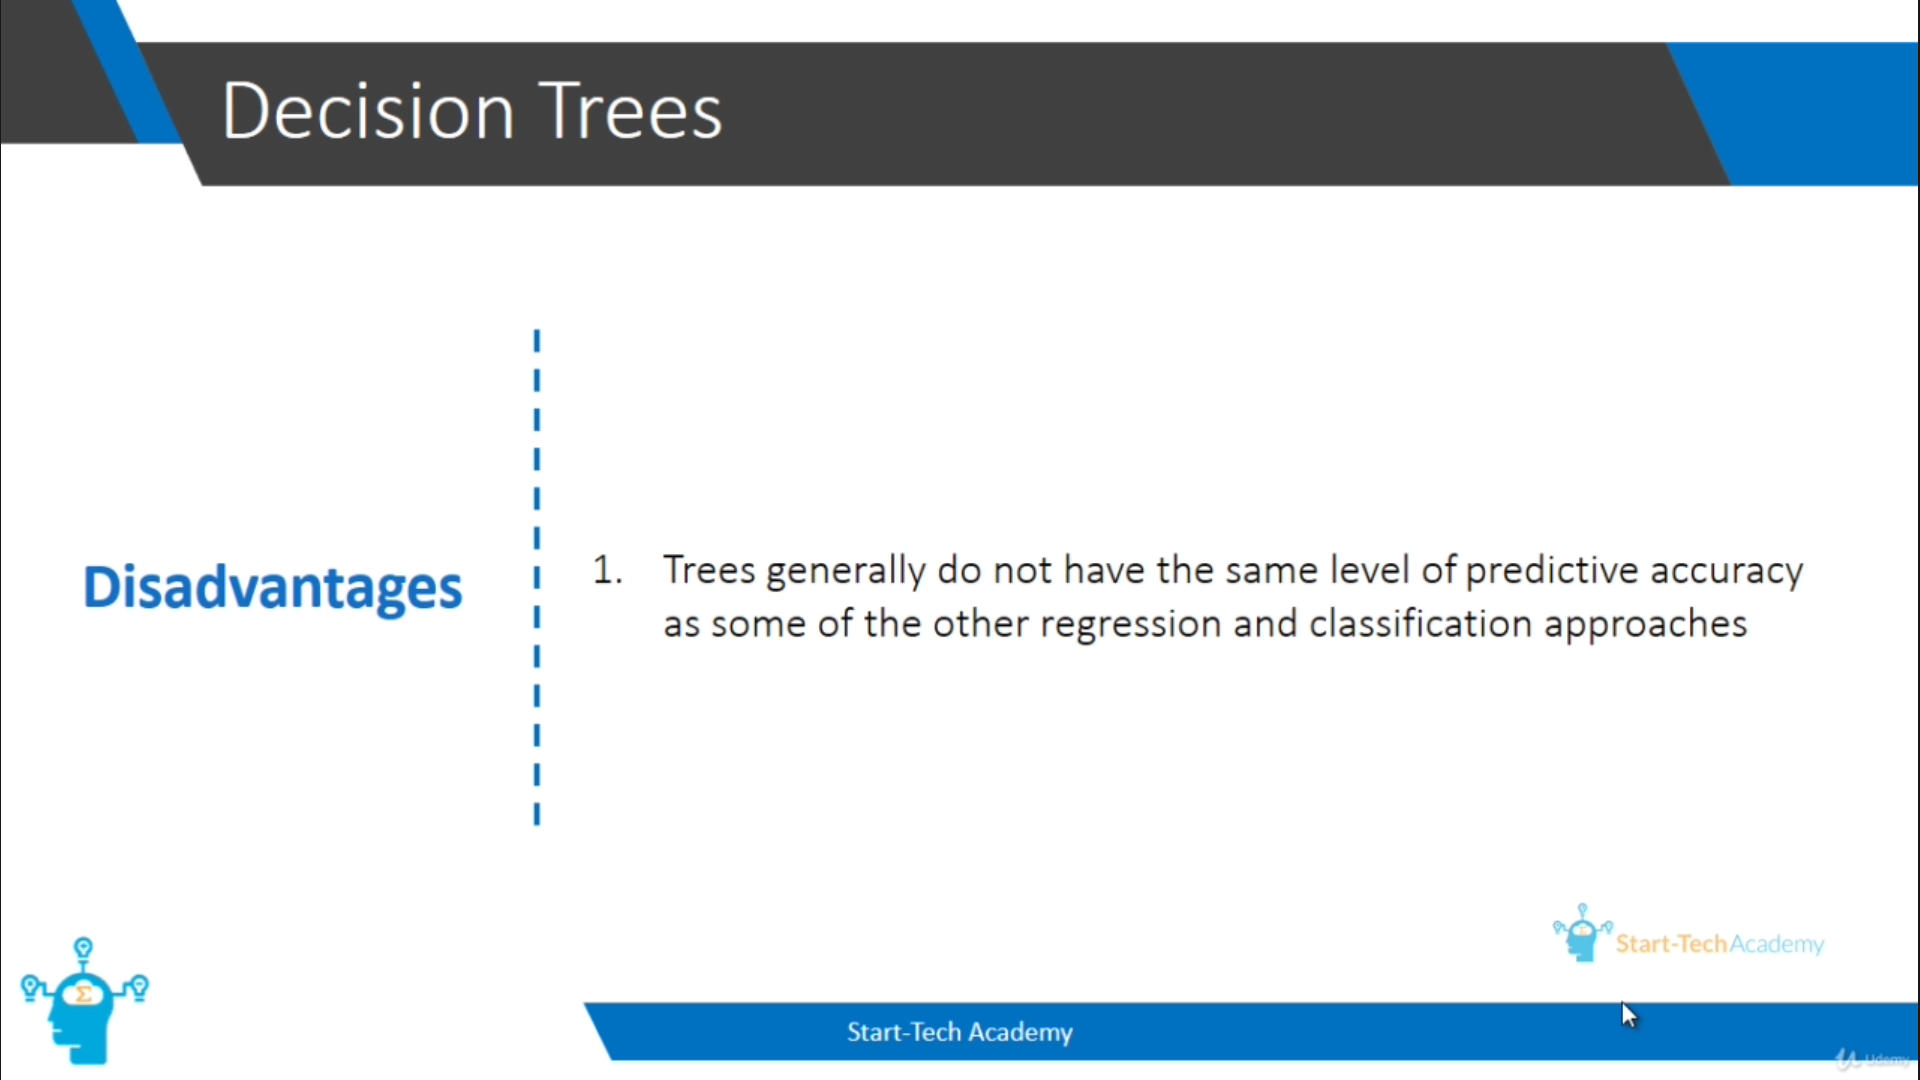 Decision Trees
Disadvantages
1. Trees generally do not have the same level of predictive accuracy
as some of the other regression and classification approaches
Σ
Start-Tech Academy
Start-Tech Academy
Udemy